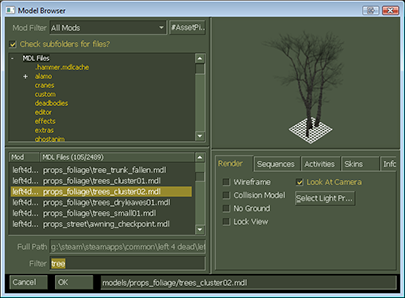 Model Browser
Mod Filter All Mods #AssetPi...
Check subfolders for files?
MDL Files
.hammer.mdlcache
alamo
cranes
custom
deadbodies
editor
effects
extras
ghostanim
Mod MDL Files (105/2489)
left4d... props_foliage\trees_trunk_fallen.mdl
left4d... props_foliage\trees_cluster01.mdl
left4d... props_foliage\trees_cluster02.mdl
left4d... props_foliage\trees_dryleaves01.mdl
left4d... props_foliage\trees_small01.mdl
left4d... props_street\awning_checkpoint.mdl
Render Sequences Activities Skins Info
Wireframe Look At Camera
Collision Model Select Light Pr...
No Ground
Lock View
Full Path g:\steam\steamapps\common\left 4 dead\lef
Filter tree
Cancel OK models/props_foliage/trees_cluster02.mdl